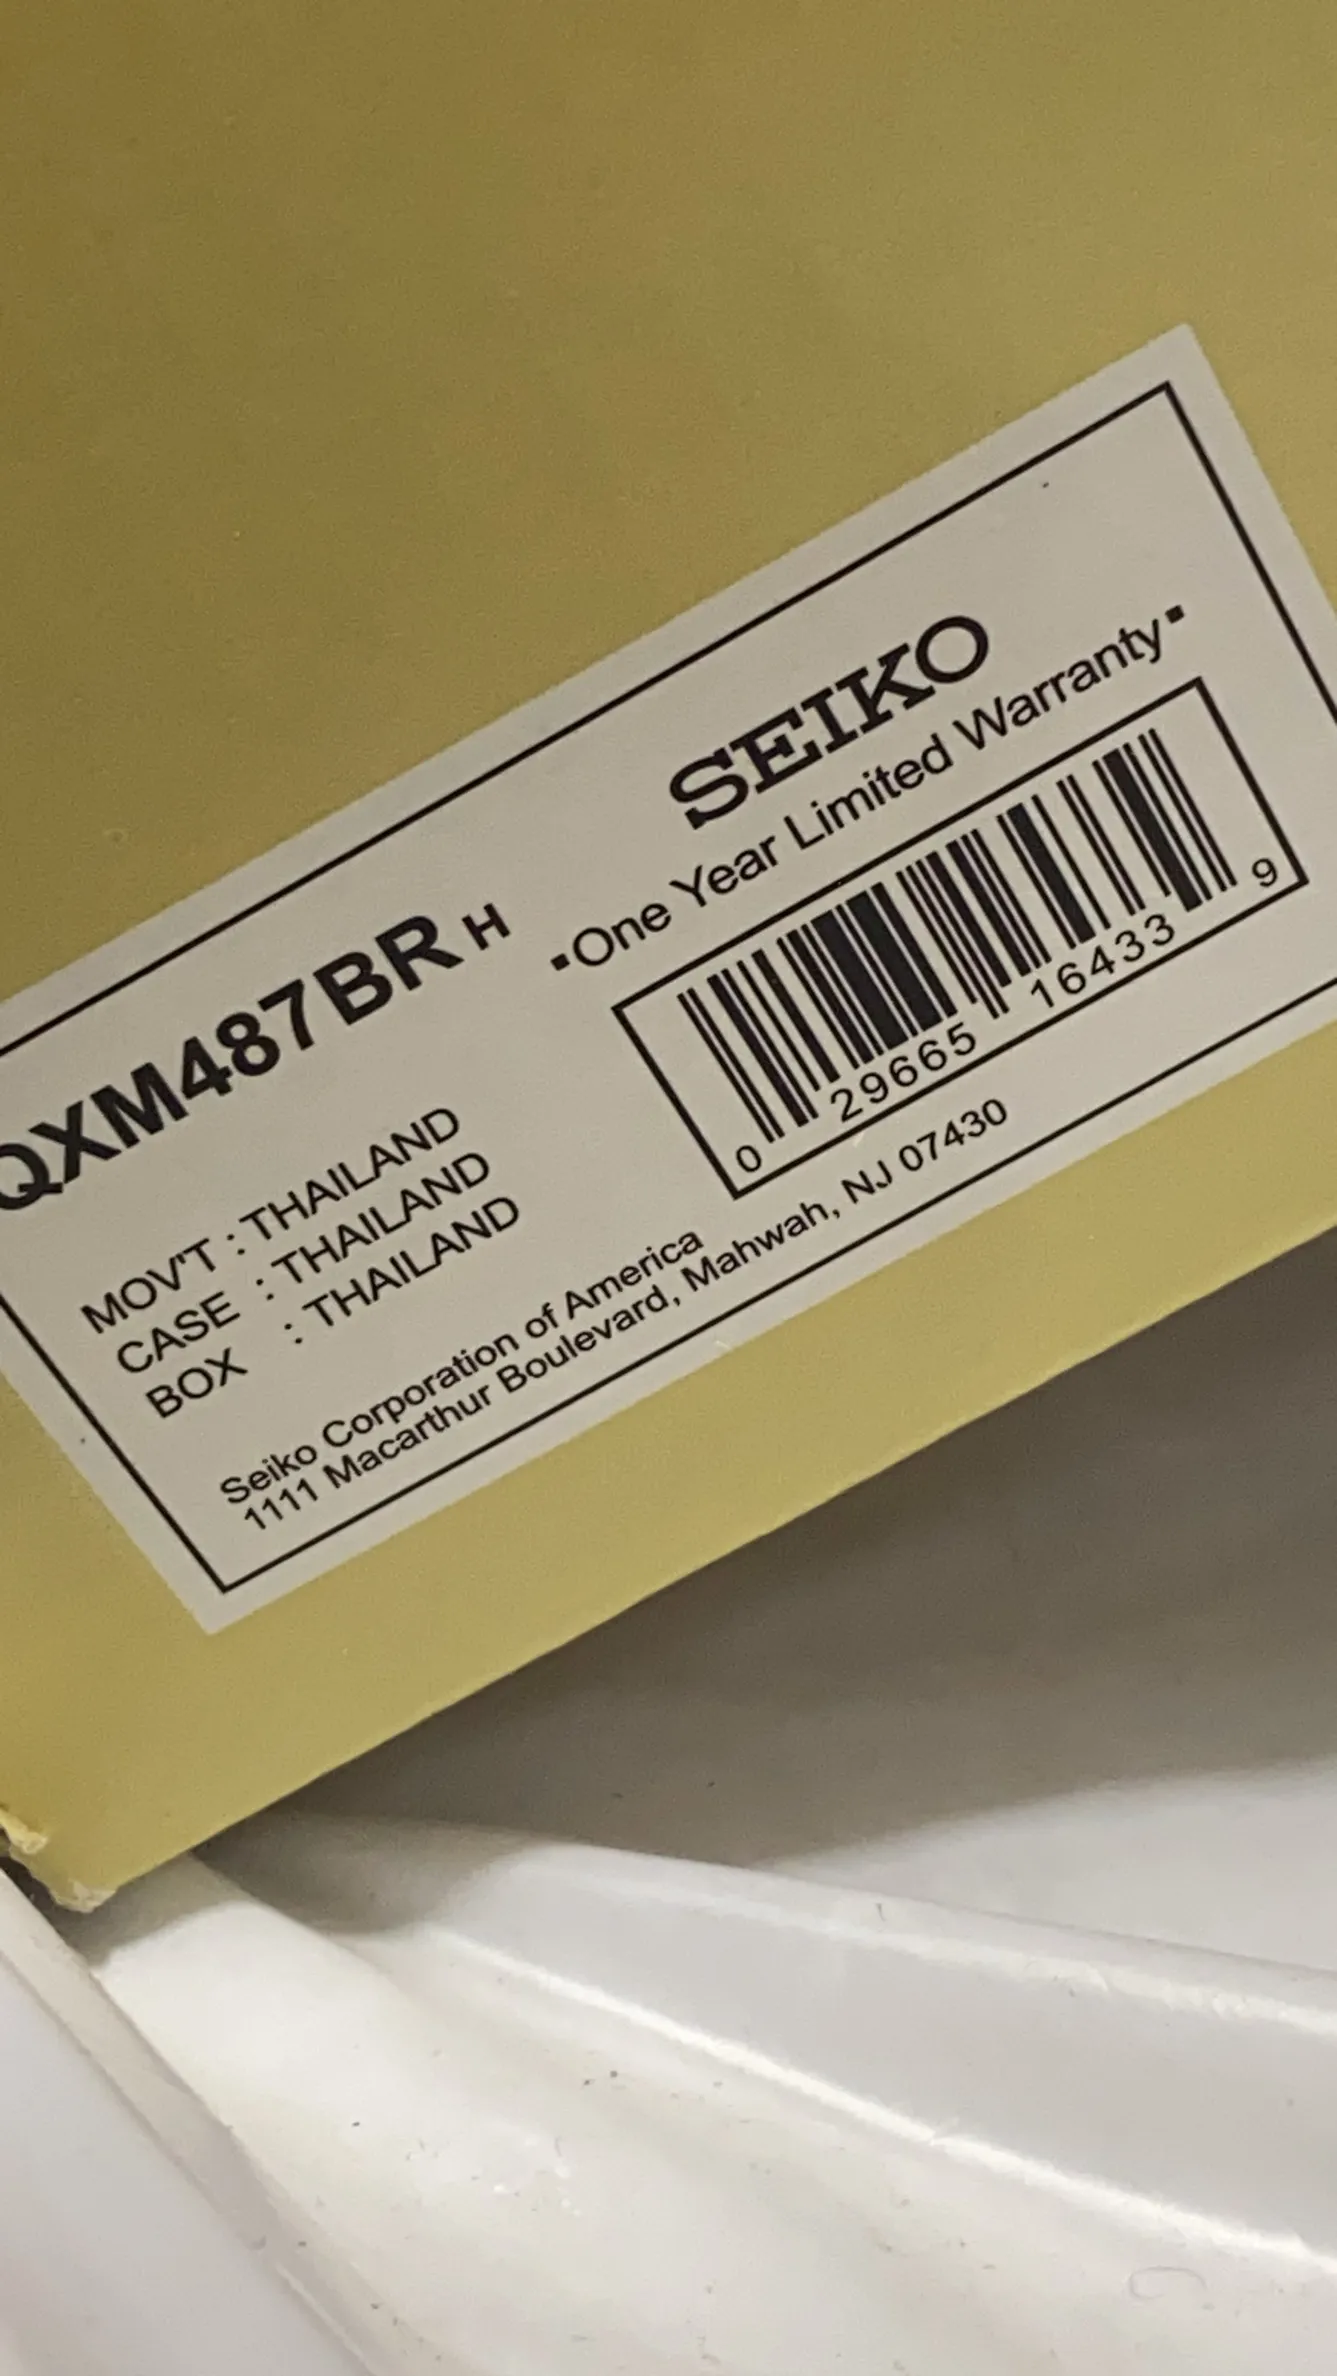 QXM487BR H
MOV'T : THAILAND
CASE : THAILAND
BOX : THAILAND
SEIKO
▪One Year Limited Warranty▪
0 29665 16433 9
Seiko Corporation of America
1111 Macarthur Boulevard, Mahwah, NJ 07430